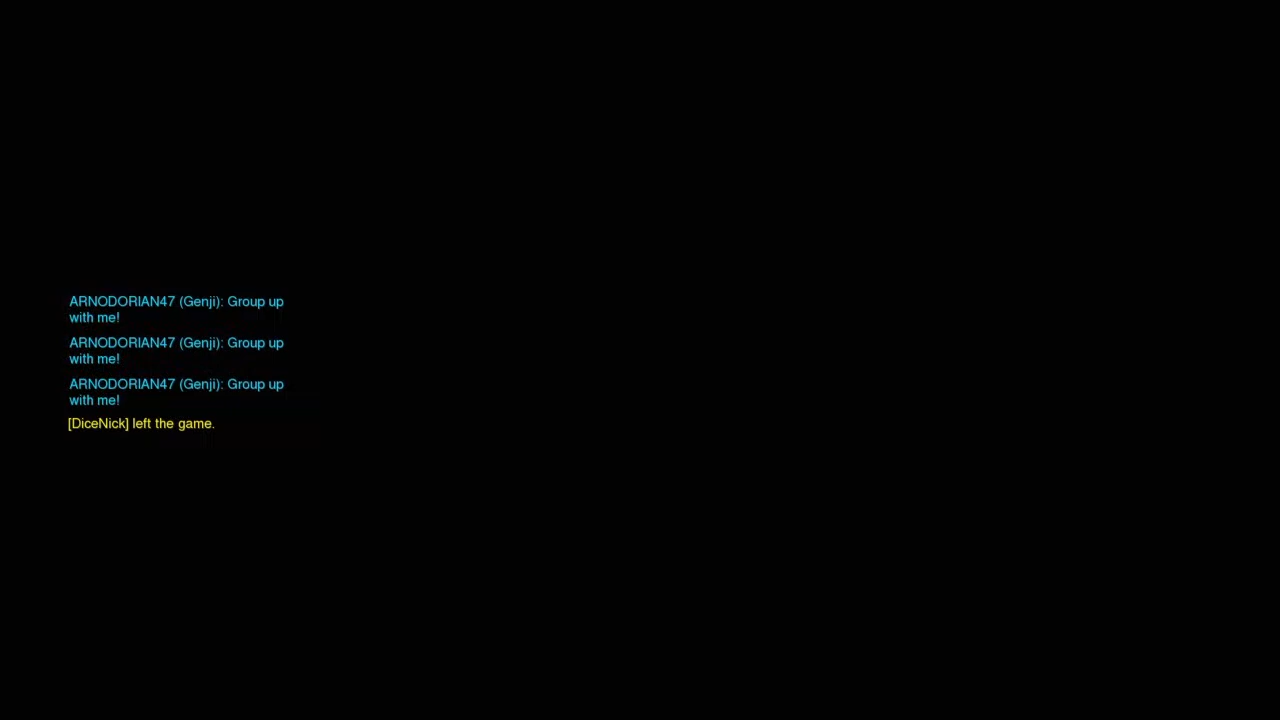 ARNODORIAN47 (Genji): Group up
with me!
ARNODORIAN47 (Genji): Group up
with me!
ARNODORIAN47 (Genji): Group up
with me!
[DiceNick] left the game.